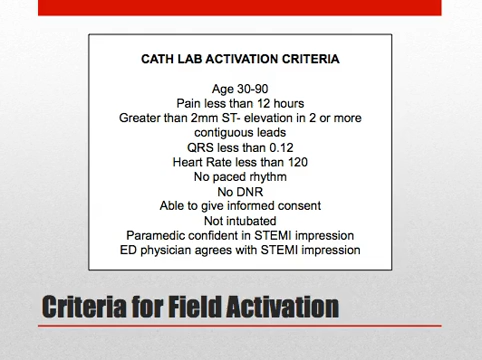 CATH LAB ACTIVATION CRITERIA
Age 30-90
Pain less than 12 hours
Greater than 2mm ST- elevation in 2 or more
contiguous leads
QRS less than 0.12
Heart Rate less than 120
No paced rhythm
No DNR
Able to give informed consent
Not intubated
Paramedic confident in STEMI impression
ED physician agrees with STEMI impression
Criteria for Field Activation